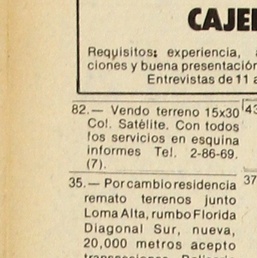 CAJE
Requisitos: experiencia,
ciones y buena presentación
Entrevistas de 11 a
82.— Vendo terreno 15x30
Col. Satélite. Con todos
los servicios en esquina
informes Tel. 2-86-69.
(7).
35.— Por cambio residencia
remato terrenos junto
Loma Alta, rumbo Florida
Diagonal Sur, nueva,
20,000 metros acepto
37